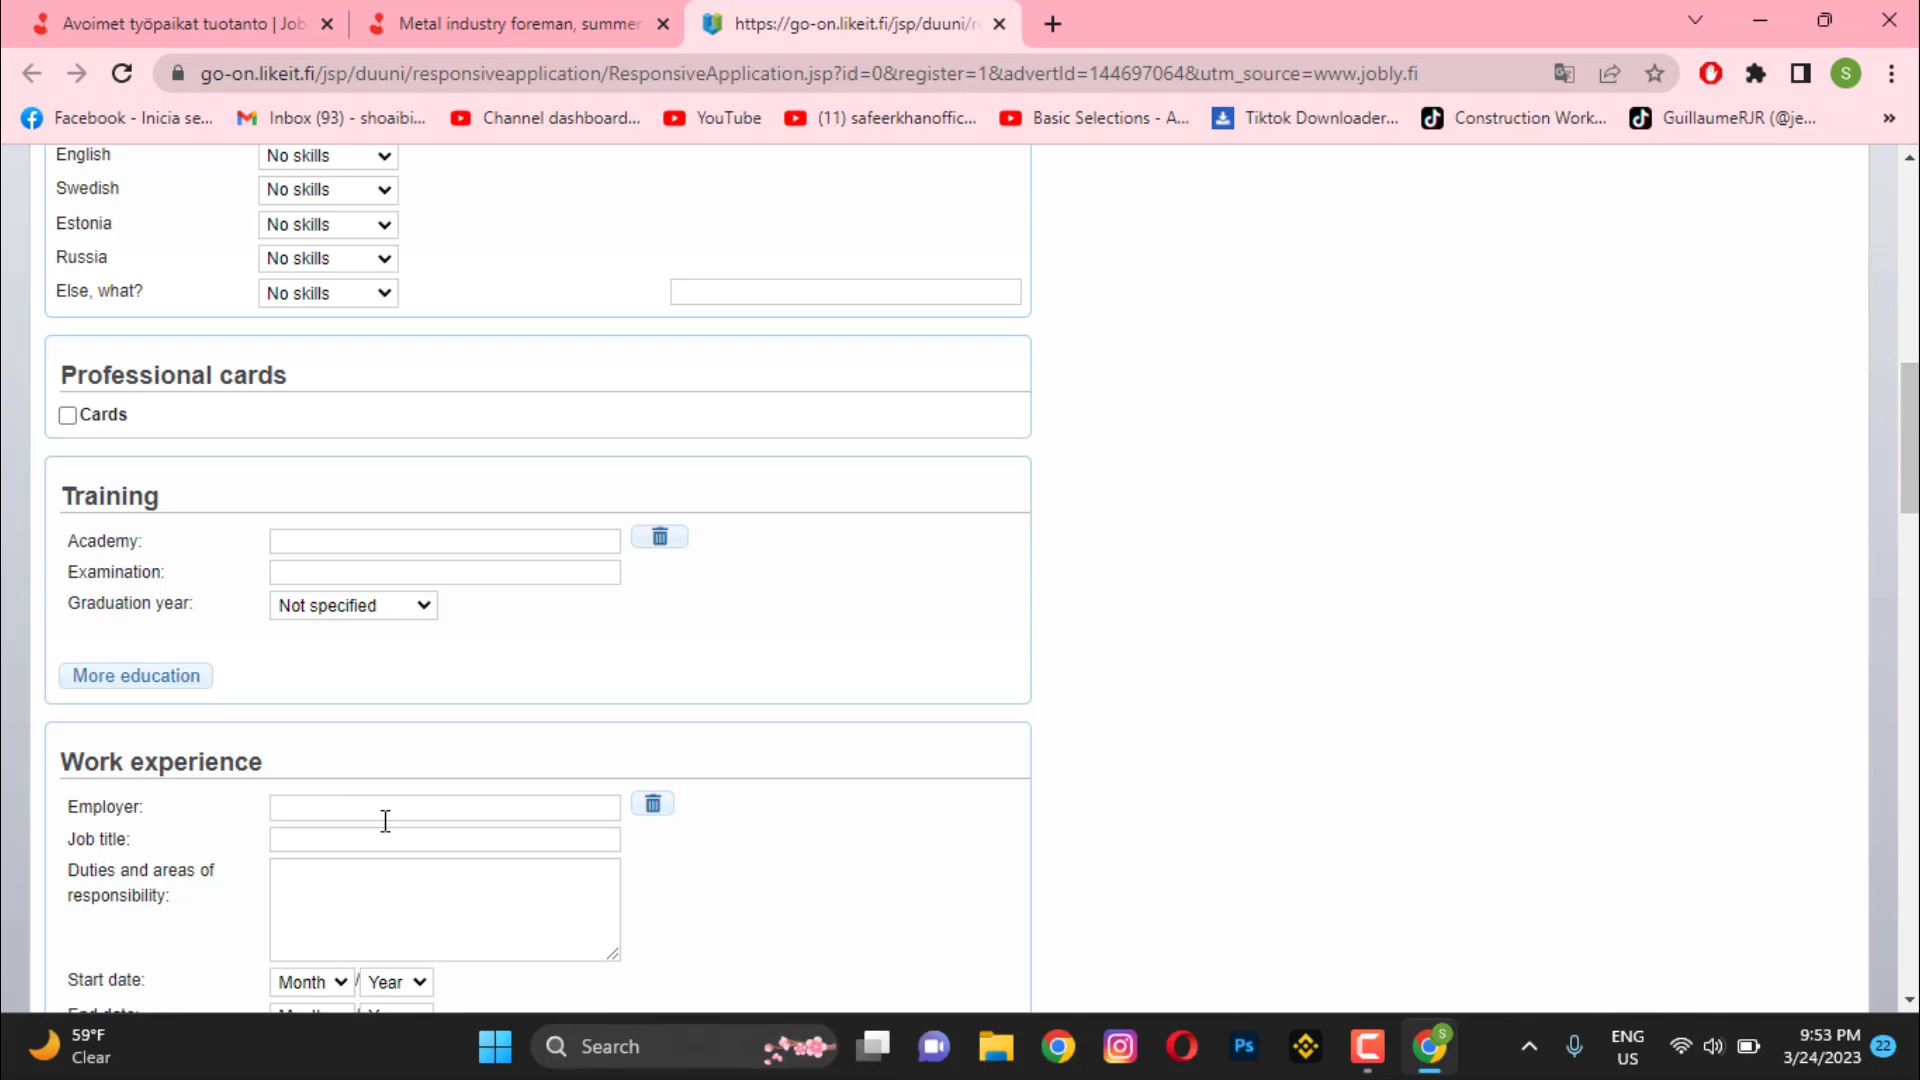 Avoimet työpaikat tuotanto | Job
Metal industry foreman, summer
https://go-on.likeit.fi/jsp/duuni/r
go-on.likeit.fi/jsp/duuni/responsiveapplication/ResponsiveApplication.jsp?id=0&register=1&advertId=144697064&utm_source=www.jobly.fi
S
Facebook - Inicia se...
Inbox (93) - shoaibi...
Channel dashboard...
YouTube
(11) safeerkhanoffic...
Basic Selections - A...
Tiktok Downloader...
Construction Work...
GuillaumeRJR (@je...
»
English No skills
Swedish No skills
Estonia No skills
Russia No skills
Else, what? No skills
Professional cards
Cards
Training
Academy:
Examination:
Graduation year: Not specified
More education
Work experience
Employer:
Job title:
Duties and areas of
responsibility:
Start date: Month / Year
59°F
Clear
Search
Ps
S
ENG
US
9:53 PM
3/24/2023
22